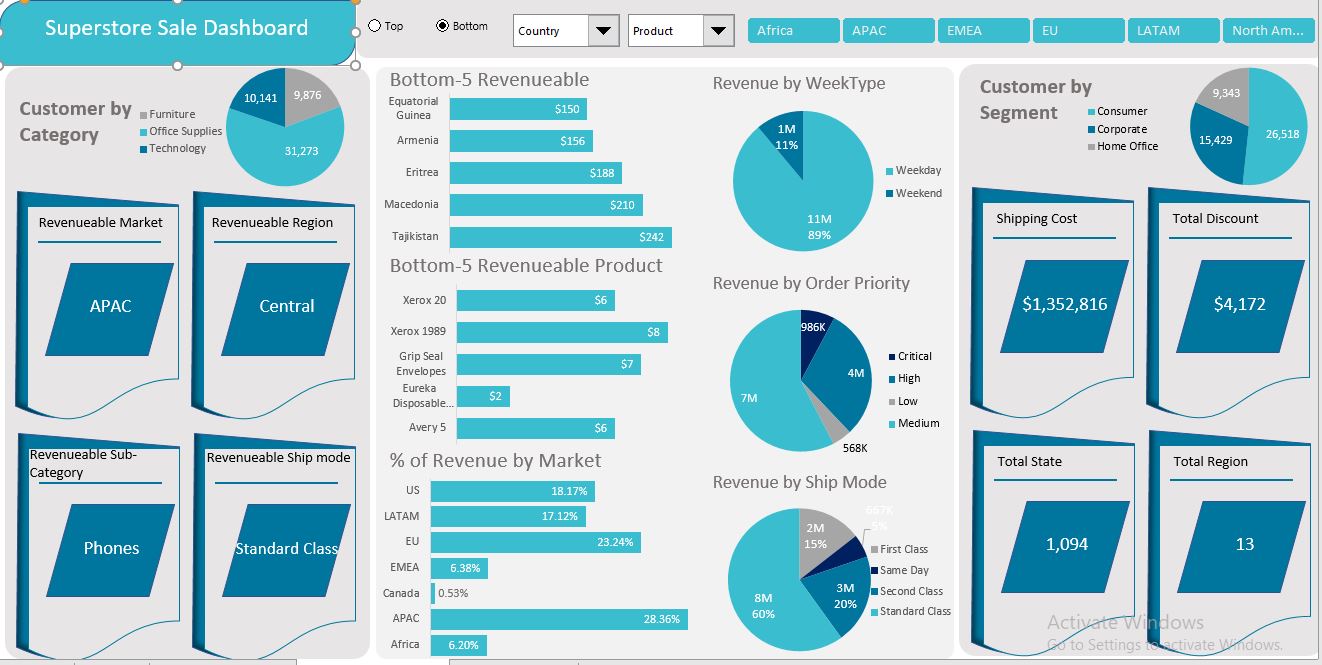 Superstore Sale Dashboard
Top
Bottom
Country
Product
Africa
APAC
EMEA
EU
LATAM
North Am...
Customer by
Category
Furniture
Office Supplies
Technology
10,141
9,876
31,273
Revenueable Market
APAC
Revenueable Region
Central
Revenueable Sub-
Category
Phones
Revenueable Ship mode
Standard Class
Bottom-5 Revenueable
Equatorial
Guinea
$150
Armenia
$156
Eritrea
$188
Macedonia
$210
Tajikistan
$242
Bottom-5 Revenueable Product
Xerox 20
$6
Xerox 1989
$8
Grip Seal
Envelopes
$7
Eureka
Disposable...
$2
Avery 5
$6
% of Revenue by Market
US
18.17%
LATAM
17.12%
EU
23.24%
EMEA
6.38%
Canada
0.53%
APAC
28.36%
Africa
6.20%
Revenue by WeekType
1M
11%
11M
89%
Weekday
Weekend
Revenue by Order Priority
986K
4M
7M
568K
Critical
High
Low
Medium
Revenue by Ship Mode
2M
15%
667K
5%
3M
20%
8M
60%
First Class
Same Day
Second Class
Standard Class
Customer by
Segment
Consumer
Corporate
Home Office
9,343
26,518
15,429
Shipping Cost
$1,352,816
Total Discount
$4,172
Total State
1,094
Total Region
13
Activate Windows
Go to Settings to activate Windows.